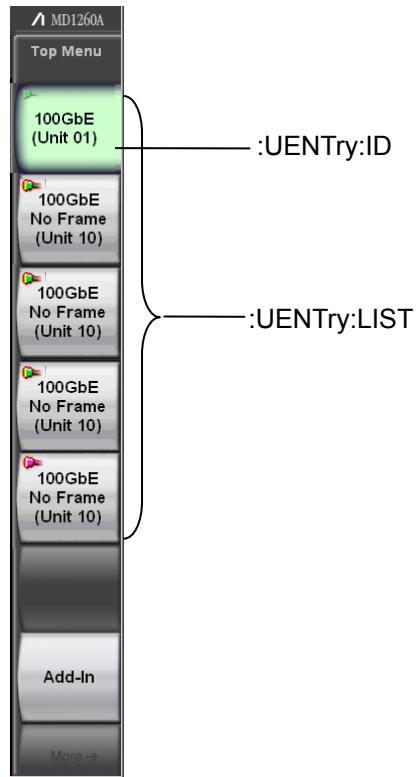 MD1260A
Top Menu
100GbE
(Unit 01)
:UENTry:ID
100GbE
No Frame
(Unit 10)
100GbE
No Frame
(Unit 10)
:UENTry:LIST
100GbE
No Frame
(Unit 10)
100GbE
No Frame
(Unit 10)
Add-In
More →